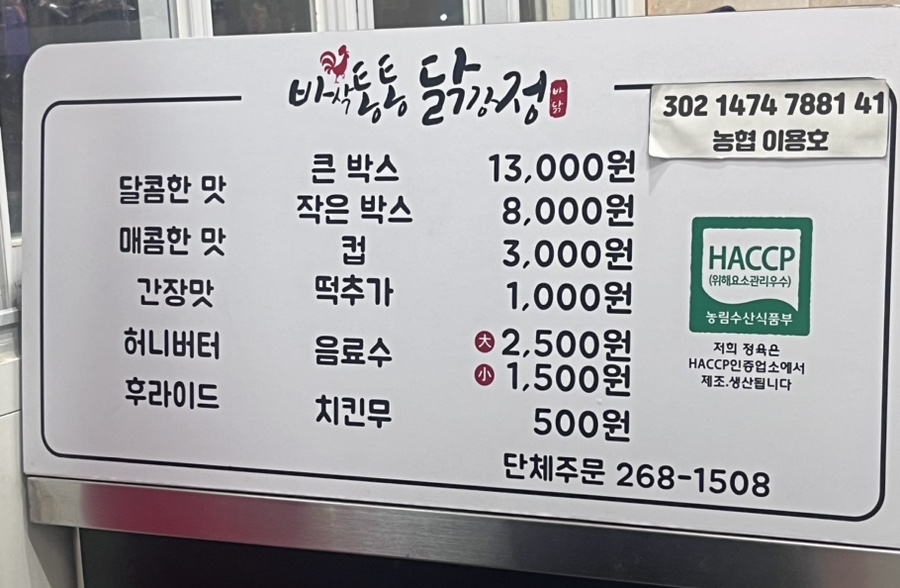 바삭통통 닭강정
바닭
302 1474 7881 41
농협 이용호
달콤한 맛
매콤한 맛
간장맛
허니버터
후라이드
큰 박스 13,000원
작은 박스 8,000원
컵 3,000원
떡추가 1,000원
음료수 大 2,500원
小 1,500원
치킨무 500원
단체주문 268-1508
HACCP
(위해요소관리우수)
농림수산식품부
저희 정육은
HACCP인증업소에서
제조.생산됩니다